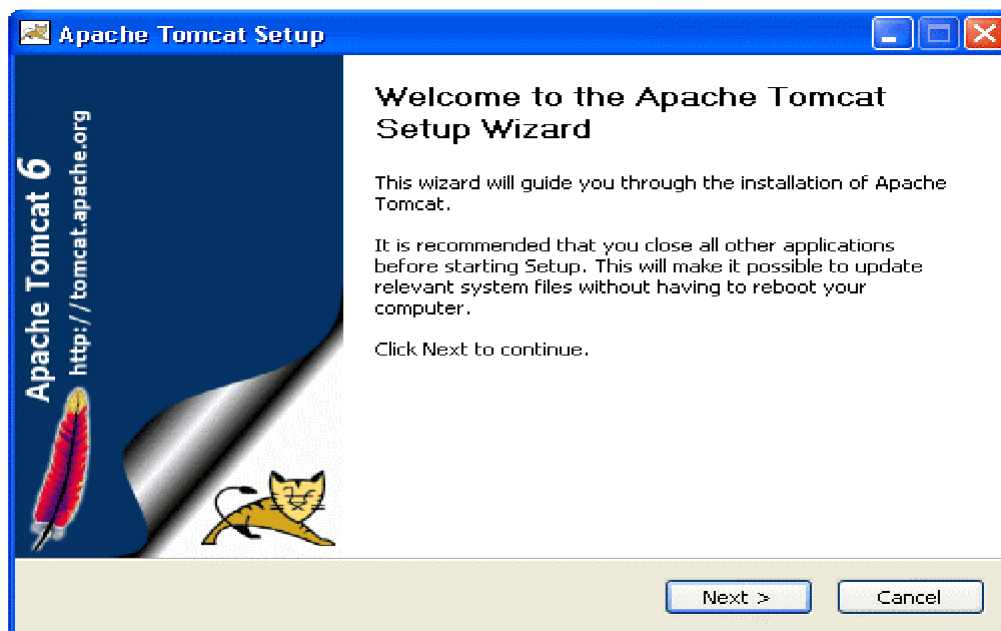 Apache Tomcat Setup
Apache Tomcat 6
http://tomcat.apache.org
Welcome to the Apache Tomcat
Setup Wizard
This wizard will guide you through the installation of Apache
Tomcat.
It is recommended that you close all other applications
before starting Setup. This will make it possible to update
relevant system files without having to reboot your
computer.
Click Next to continue.
Next >
Cancel